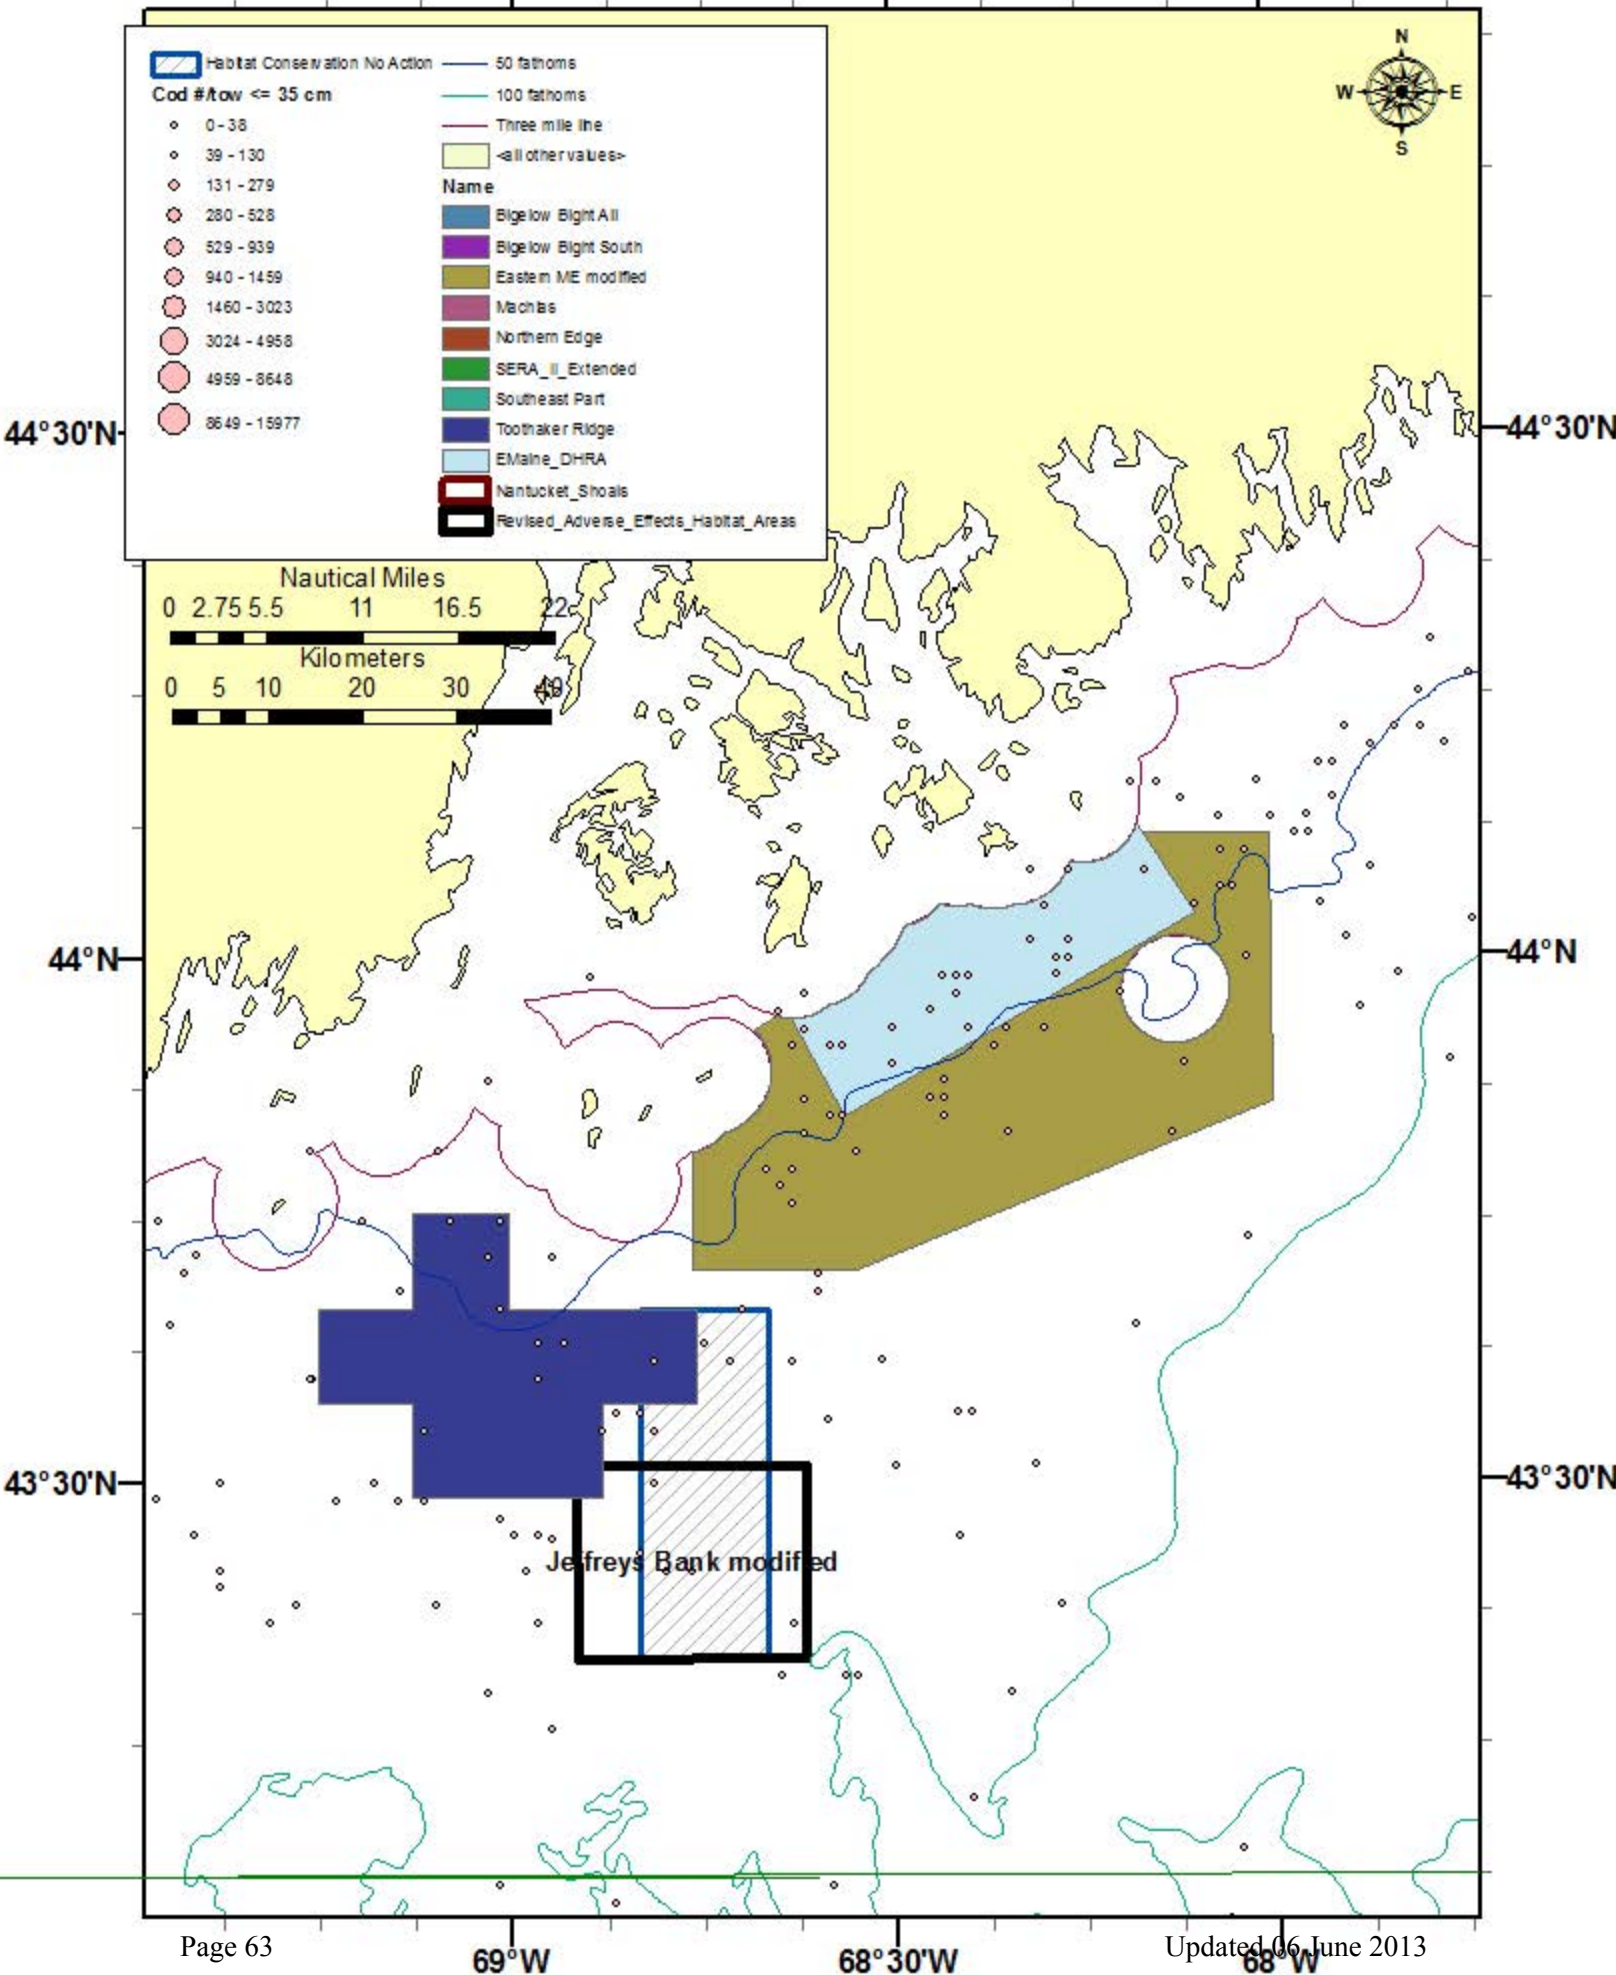 Habitat Conservation No Action
Cod #/tow <= 35 cm
0 - 38
39 - 130
131 - 279
280 - 528
529 - 939
940 - 1459
1460 - 3023
3024 - 4958
4959 - 8648
8649 - 15977
50 fathoms
100 fathoms
Three mile line
<all other values>
Name
Bigelow Bight All
Bigelow Bight South
Eastern ME modified
Machias
Northern Edge
SERA_II_Extended
Southeast Part
Toothaker Ridge
EMaine_DHRA
Nantucket_Shoals
Revised_Adverse_Effects_Habitat_Areas
N
W E
S
44°30'N 44°30'N
Nautical Miles
0 2.75 5.5 11 16.5 22
Kilometers
0 5 10 20 30 40
44°N 44°N
43°30'N 43°30'N
Jeffreys Bank modified
Page 63
Updated 06 June 2013
69°W 68°30'W 68°W